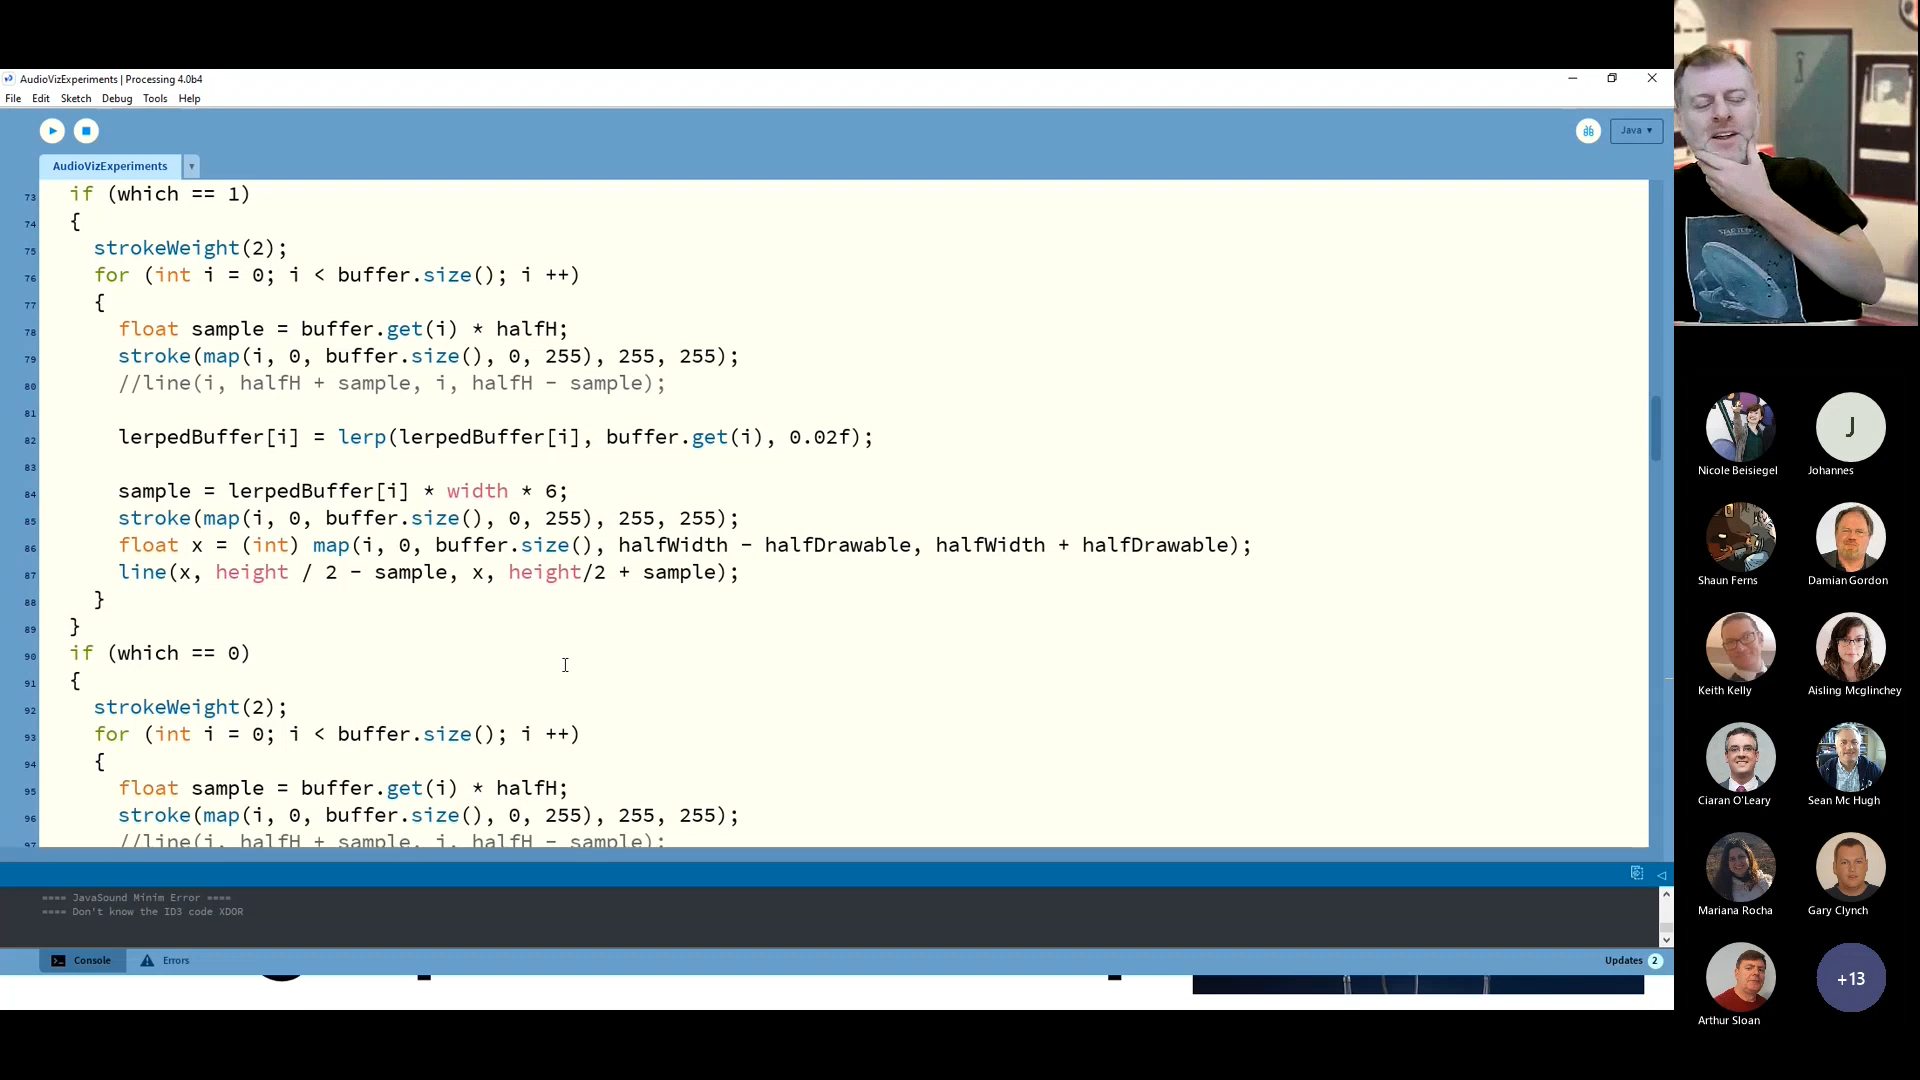 AudioVizExperiments | Processing 4.0b4
File Edit Sketch Debug Tools Help
Java ▾
AudioVizExperiments
73 if (which == 1)
74 {
75 strokeWeight(2);
76 for (int i = 0; i < buffer.size(); i ++)
77 {
78 float sample = buffer.get(i) * halfH;
79 stroke(map(i, 0, buffer.size(), 0, 255), 255, 255);
80 //line(i, halfH + sample, i, halfH - sample);
81
82 lerpedBuffer[i] = lerp(lerpedBuffer[i], buffer.get(i), 0.02f);
83
84 sample = lerpedBuffer[i] * width * 6;
85 stroke(map(i, 0, buffer.size(), 0, 255), 255, 255);
86 float x = (int) map(i, 0, buffer.size(), halfWidth - halfDrawable, halfWidth + halfDrawable);
87 line(x, height / 2 - sample, x, height/2 + sample);
88 }
89 }
90 if (which == 0)
91 {
92 strokeWeight(2);
93 for (int i = 0; i < buffer.size(); i ++)
94 {
95 float sample = buffer.get(i) * halfH;
96 stroke(map(i, 0, buffer.size(), 0, 255), 255, 255);
97 //line(i, halfH + sample, i, halfH - sample);
==== JavaSound Minim Error ====
==== Don't know the ID3 code XDOR
Console Errors
Updates 2
Nicole Beisiegel
J
Johannes
Shaun Ferns
Damian Gordon
Keith Kelly
Aisling Mcglinchey
Ciaran O'Leary
Sean Mc Hugh
Mariana Rocha
Gary Clynch
Arthur Sloan
+13